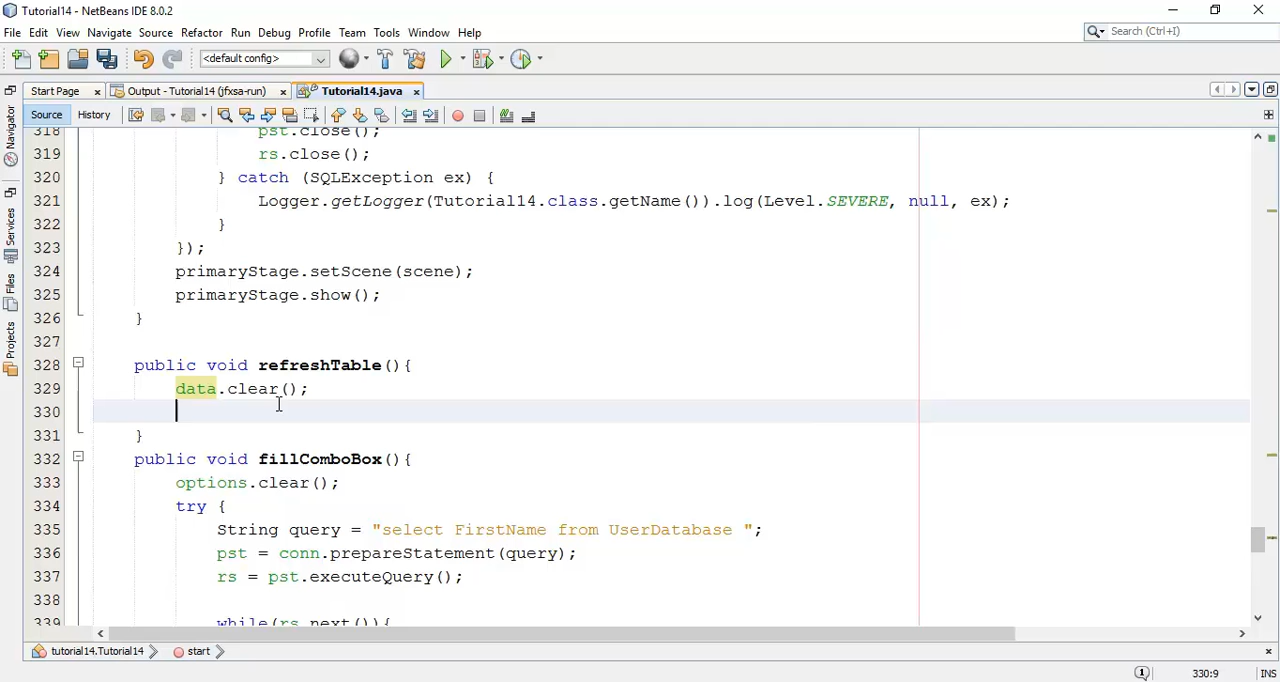 Tutorial14 - NetBeans IDE 8.0.2
File Edit View Navigate Source Refactor Run Debug Profile Team Tools Window Help
Search (Ctrl+I)
<default config>
Start Page Output - Tutorial14 (jfxsa-run) Tutorial14.java
Source History
Navigator
Services
Files
Projects
318 pst.close();
319 rs.close();
320 } catch (SQLException ex) {
321 Logger.getLogger(Tutorial14.class.getName()).log(Level.SEVERE, null, ex);
322 }
323 });
324 primaryStage.setScene(scene);
325 primaryStage.show();
326 }
327
328 public void refreshTable(){
329 data.clear();
330
331 }
332 public void fillComboBox(){
333 options.clear();
334 try {
335 String query = "select FirstName from UserDatabase ";
336 pst = conn.prepareStatement(query);
337 rs = pst.executeQuery();
338
339 while(rs.next()){
tutorial14.Tutorial14 start
1 330:9 INS